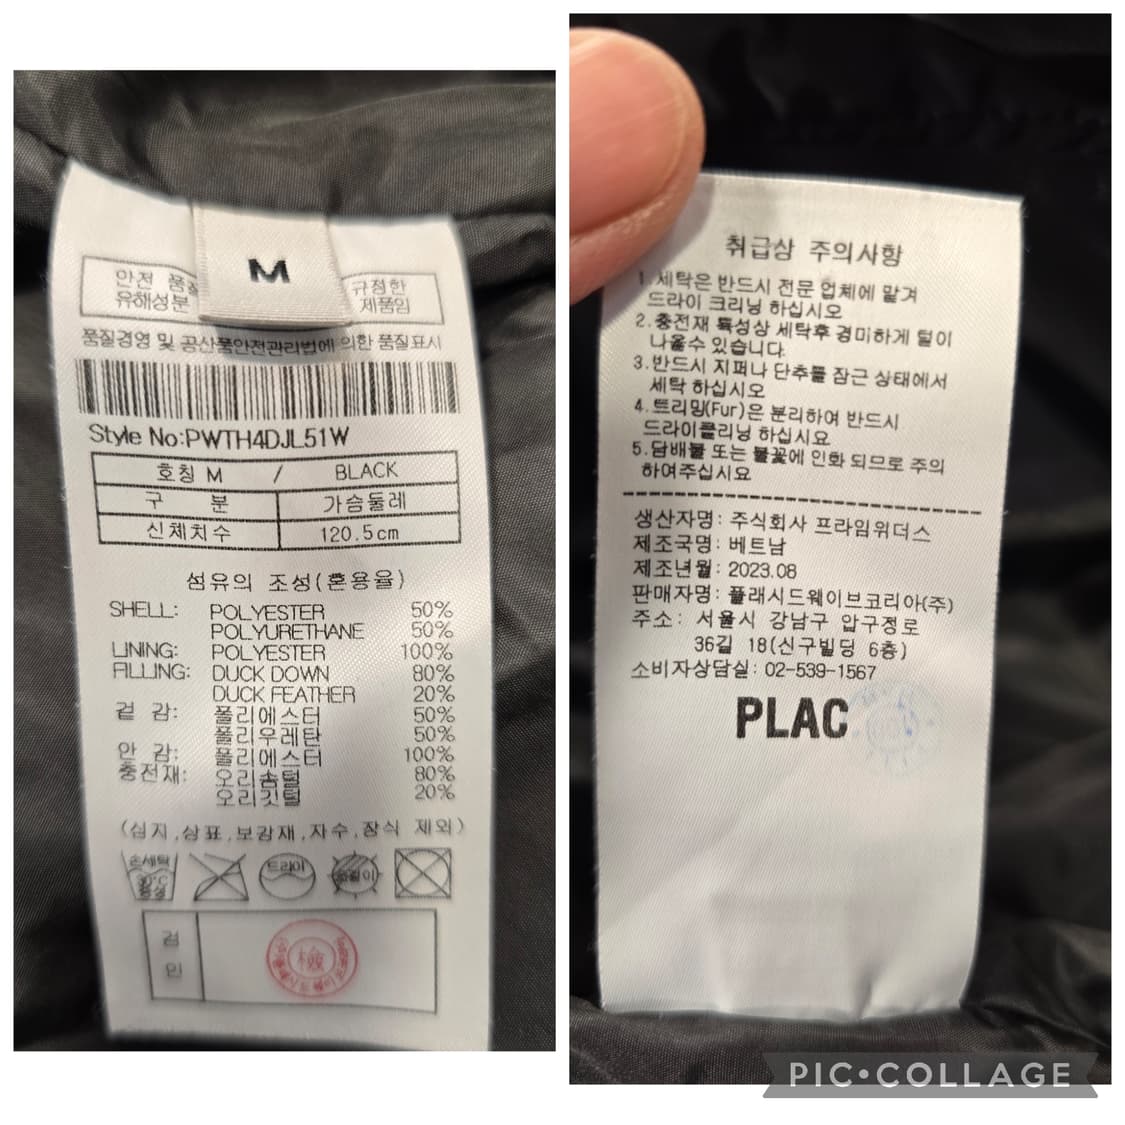 M
안전 품질 규정한
유해성분 제품임
품질경영 및 공산품안전관리법에 의한 품질표시
Style No:PWTH4DJL51W
호칭 M / BLACK
구 분 가슴둘레
신체치수 120.5cm
섬유의 조성(혼용율)
SHELL: POLYESTER 50%
POLYURETHANE 50%
LINING: POLYESTER 100%
FILLING: DUCK DOWN 80%
DUCK FEATHER 20%
겉 감: 폴리에스터 50%
폴리우레탄 50%
안 감: 폴리에스터 100%
충전재: 오리솜털 80%
오리깃털 20%
(심지,상표,보강재,자수,장식 제외)
손세탁 드라이
30°C
중성
검 檢
인
취급상 주의사항
1.세탁은 반드시 전문 업체에 맡겨
드라이 크리닝 하십시오
2.충전재 특성상 세탁후 경미하게 털이
나올수 있습니다.
3.반드시 지퍼나 단추를 잠근 상태에서
세탁 하십시오
4.트리밍(Fur)은 분리하여 반드시
드라이클리닝 하십시요
5.담배불 또는 불꽃에 인화 되므로 주의
하여주십시요
생산자명: 주식회사 프라임위더스
제조국명: 베트남
제조년월: 2023.08
판매자명: 플래시드웨이브코리아(주)
주소: 서울시 강남구 압구정로
36길 18(신구빌딩 6층)
소비자상담실: 02-539-1567
PLAC
PIC•COLLAGE